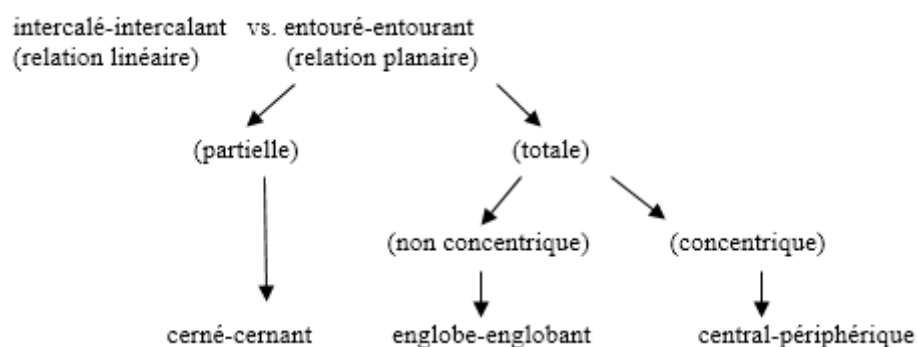 intercalé-intercalant vs. entouré-entourant
(relation linéaire) (relation planaire)
(partielle) (totale)
(non concentrique) (concentrique)
cerné-cernant englobe-englobant central-périphérique